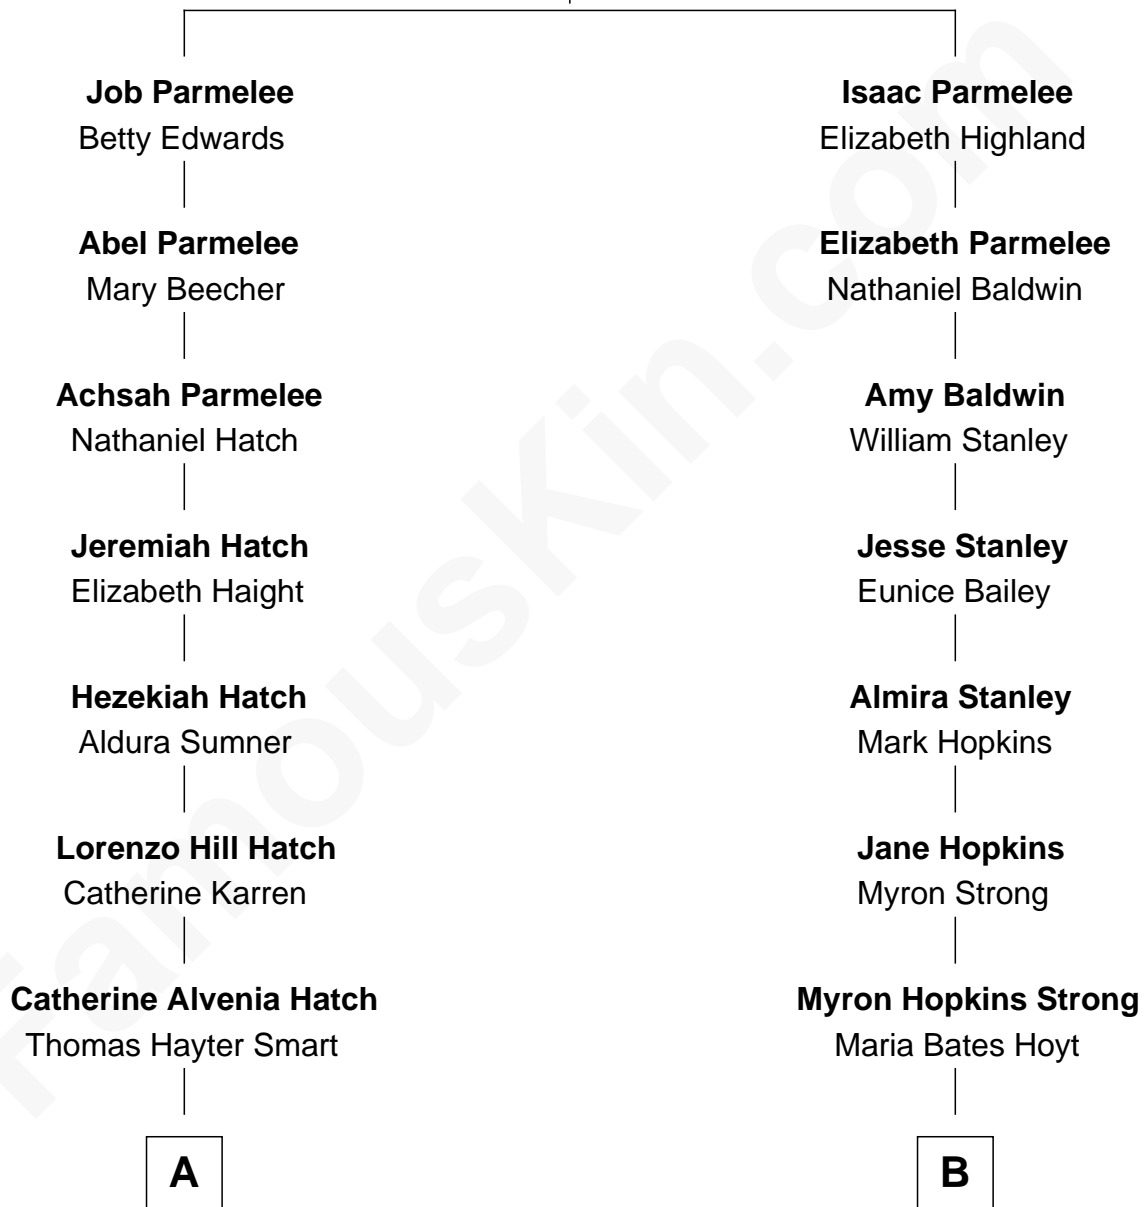 Job Parmelee
Betty Edwards
Abel Parmelee
Mary Beecher
Achsah Parmelee
Nathaniel Hatch
Jeremiah Hatch
Elizabeth Haight
Hezekiah Hatch
Aldura Sumner
Lorenzo Hill Hatch
Catherine Karren
Catherine Alvenia Hatch
Thomas Hayter Smart
A
Isaac Parmelee
Elizabeth Highland
Elizabeth Parmelee
Nathaniel Baldwin
Amy Baldwin
William Stanley
Jesse Stanley
Eunice Bailey
Almira Stanley
Mark Hopkins
Jane Hopkins
Myron Strong
Myron Hopkins Strong
Maria Bates Hoyt
B
FamousKin.com